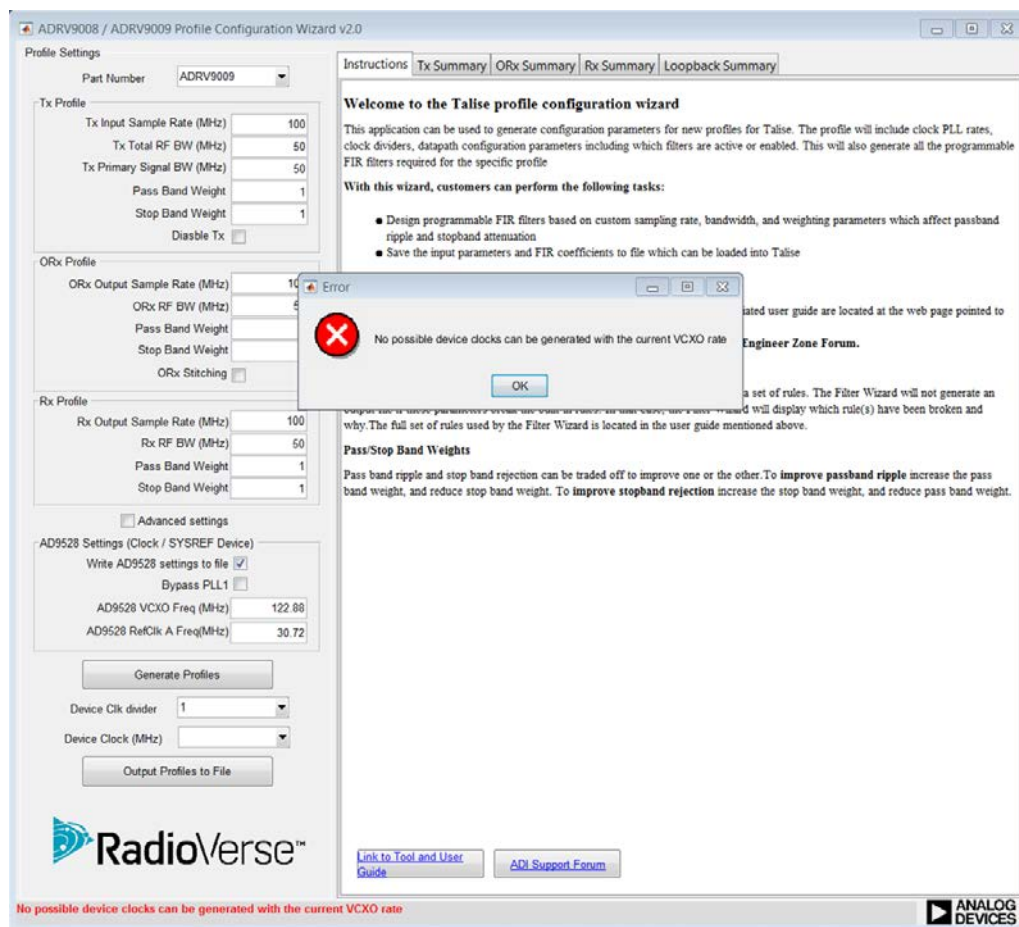 ADRV9008 / ADRV9009 Profile Configuration Wizard v2.0
Profile Settings
Part Number ADRV9009
Tx Profile
Tx Input Sample Rate (MHz) 100
Tx Total RF BW (MHz) 50
Tx Primary Signal BW (MHz) 50
Pass Band Weight 1
Stop Band Weight 1
Diasble Tx
ORx Profile
ORx Output Sample Rate (MHz)
ORx RF BW (MHz)
Pass Band Weight
Stop Band Weight
ORx Stitching
Rx Profile
Rx Output Sample Rate (MHz) 100
Rx RF BW (MHz) 50
Pass Band Weight 1
Stop Band Weight 1
Advanced settings
AD9528 Settings (Clock / SYSREF Device)
Write AD9528 settings to file
Bypass PLL1
AD9528 VCXO Freq (MHz) 122.88
AD9528 RefClk A Freq(MHz) 30.72
Generate Profiles
Device Clk divider 1
Device Clock (MHz)
Output Profiles to File
RadioVerse™
Instructions Tx Summary ORx Summary Rx Summary Loopback Summary
Welcome to the Talise profile configuration wizard
This application can be used to generate configuration parameters for new profiles for Talise. The profile will include clock PLL rates,
clock dividers, datapath configuration parameters including which filters are active or enabled. This will also generate all the programmable
FIR filters required for the specific profile
With this wizard, customers can perform the following tasks:
Design programmable FIR filters based on custom sampling rate, bandwidth, and weighting parameters which affect passband
ripple and stopband attenuation
Save the input parameters and FIR coefficients to file which can be loaded into Talise
Error
No possible device clocks can be generated with the current VCXO rate
OK
user guide are located at the web page pointed to
Engineer Zone Forum.
a set of rules. The Filter Wizard will not generate an
will display which rule(s) have been broken and
why.The full set of rules used by the Filter Wizard is located in the user guide mentioned above.
Pass/Stop Band Weights
Pass band ripple and stop band rejection can be traded off to improve one or the other.To improve passband ripple increase the pass
band weight, and reduce stop band weight. To improve stopband rejection increase the stop band weight, and reduce pass band weight.
Link to Tool and User
Guide
ADI Support Forum
No possible device clocks can be generated with the current VCXO rate
ANALOG
DEVICES